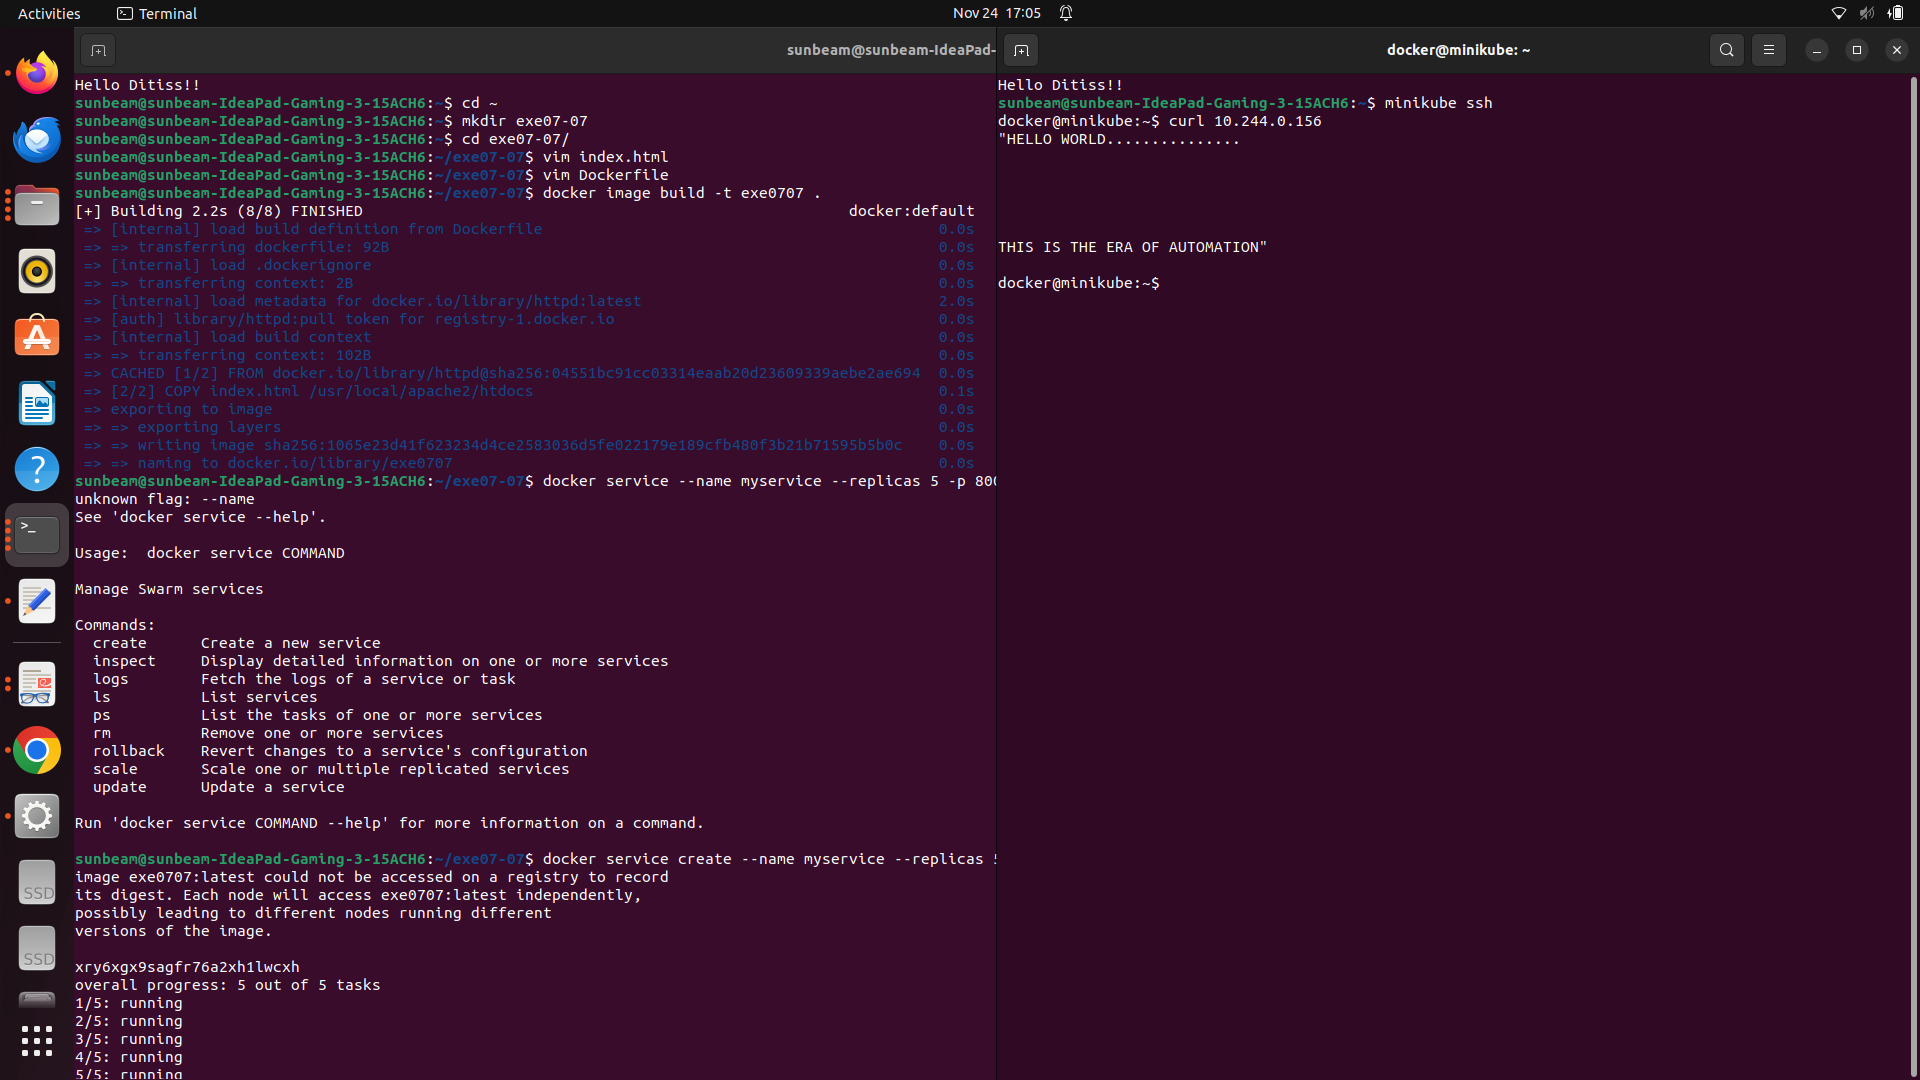 Activities
Terminal
Nov 24 17:05
sunbeam@sunbeam-IdeaPad-
Hello Ditiss!!
sunbeam@sunbeam-IdeaPad-Gaming-3-15ACH6:~$ cd ~
sunbeam@sunbeam-IdeaPad-Gaming-3-15ACH6:~$ mkdir exe07-07
sunbeam@sunbeam-IdeaPad-Gaming-3-15ACH6:~$ cd exe07-07/
sunbeam@sunbeam-IdeaPad-Gaming-3-15ACH6:~/exe07-07$ vim index.html
sunbeam@sunbeam-IdeaPad-Gaming-3-15ACH6:~/exe07-07$ vim Dockerfile
sunbeam@sunbeam-IdeaPad-Gaming-3-15ACH6:~/exe07-07$ docker image build -t exe0707 .
[+] Building 2.2s (8/8) FINISHED docker:default
=> [internal] load build definition from Dockerfile 0.0s
=> => transferring dockerfile: 92B 0.0s
=> [internal] load .dockerignore 0.0s
=> => transferring context: 2B 0.0s
=> [internal] load metadata for docker.io/library/httpd:latest 2.0s
=> [auth] library/httpd:pull token for registry-1.docker.io 0.0s
=> [internal] load build context 0.0s
=> => transferring context: 102B 0.0s
=> CACHED [1/2] FROM docker.io/library/httpd@sha256:04551bc91cc03314eaab20d23609339aebe2ae694 0.0s
=> [2/2] COPY index.html /usr/local/apache2/htdocs 0.1s
=> exporting to image 0.0s
=> => exporting layers 0.0s
=> => writing image sha256:1065e23d41f623234d4ce2583036d5fe022179e189cfb480f3b21b71595b5b0c 0.0s
=> => naming to docker.io/library/exe0707 0.0s
sunbeam@sunbeam-IdeaPad-Gaming-3-15ACH6:~/exe07-07$ docker service --name myservice --replicas 5 -p 800
unknown flag: --name
See 'docker service --help'.
Usage:  docker service COMMAND
Manage Swarm services
Commands:
create      Create a new service
inspect     Display detailed information on one or more services
logs        Fetch the logs of a service or task
ls          List services
ps          List the tasks of one or more services
rm          Remove one or more services
rollback    Revert changes to a service's configuration
scale       Scale one or multiple replicated services
update      Update a service
Run 'docker service COMMAND --help' for more information on a command.
sunbeam@sunbeam-IdeaPad-Gaming-3-15ACH6:~/exe07-07$ docker service create --name myservice --replicas 5
image exe0707:latest could not be accessed on a registry to record
its digest. Each node will access exe0707:latest independently,
possibly leading to different nodes running different
versions of the image.
xry6xgx9sagfr76a2xh1lwcxh
overall progress: 5 out of 5 tasks
1/5: running
2/5: running
3/5: running
4/5: running
5/5: running
docker@minikube: ~
Hello Ditiss!!
sunbeam@sunbeam-IdeaPad-Gaming-3-15ACH6:~$ minikube ssh
docker@minikube:~$ curl 10.244.0.156
"HELLO WORLD...............
THIS IS THE ERA OF AUTOMATION"
docker@minikube:~$
SSD
SSD